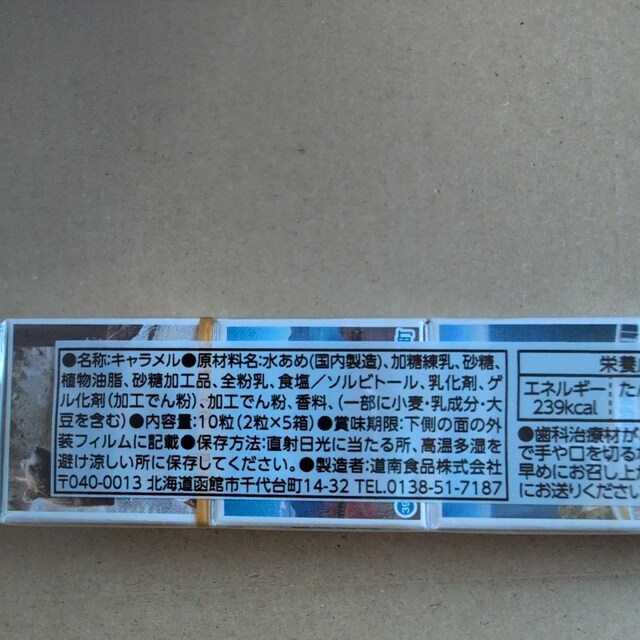 ●名称:キャラメル●原材料名:水あめ(国内製造)、加糖練乳、砂糖、
植物油脂、砂糖加工品、全粉乳、食塩／ソルビトール、乳化剤、ゲ
ル化剤(加工でん粉)、加工でん粉、香料、(一部に小麦・乳成分・大
豆を含む)●内容量:10粒(2粒×5箱)●賞味期限:下側の面の外
装フィルムに記載●保存方法:直射日光に当たる所、高温多湿を
避け涼しい所に保存してください。●製造者:道南食品株式会社
〒040-0013 北海道函館市千代台町14-32 TEL.0138-51-7187
栄養
エネルギー た
239kcal
●歯科治療材が
で手や口を切る
早めにお召し上
にお送りくださ